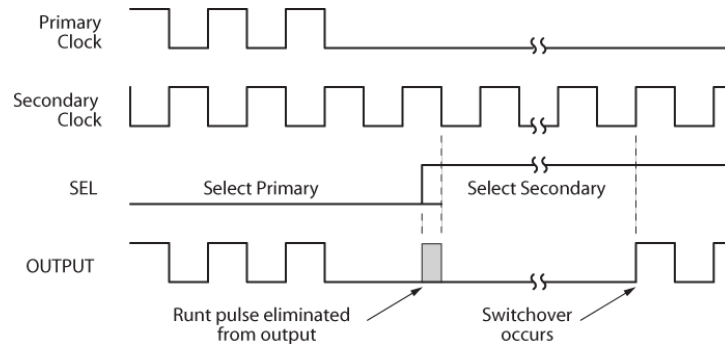 Primary
Clock
Secondary
Clock
SEL
Select Primary
Select Secondary
OUTPUT
Runt pulse eliminated
from output
Switchover
occurs